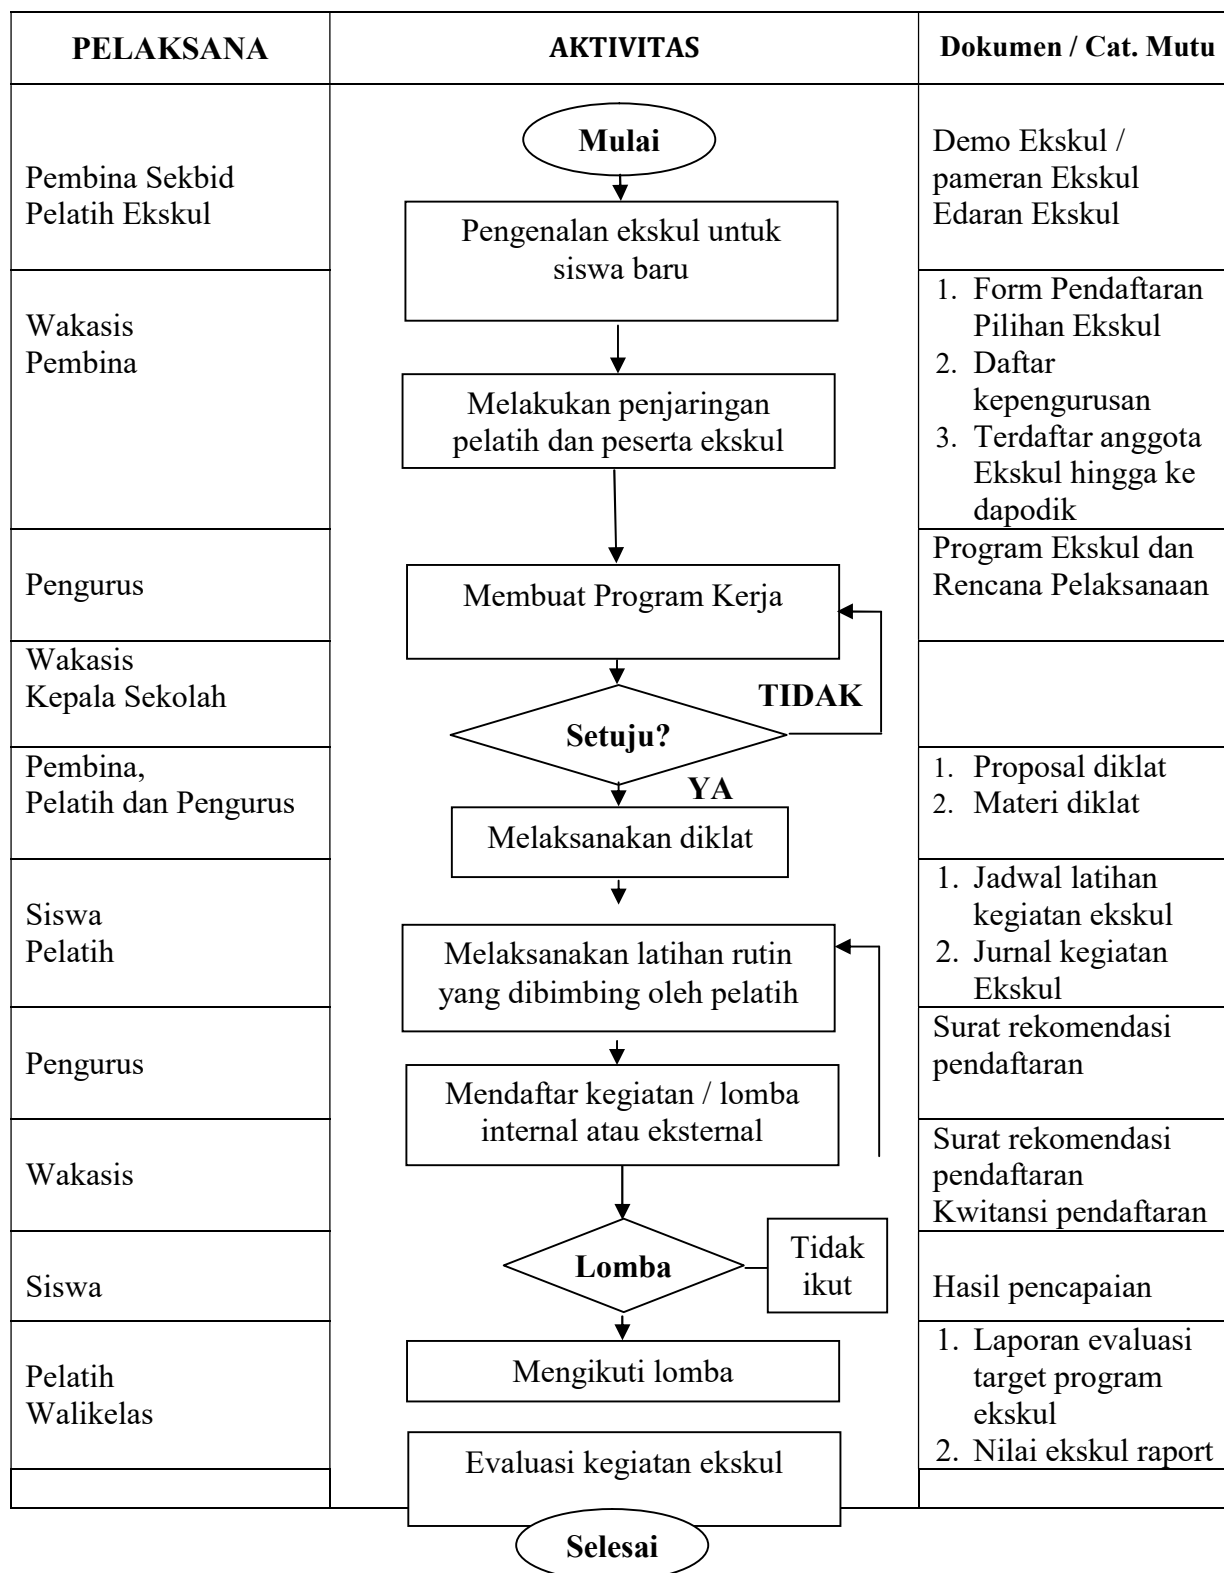 PELAKSANA
AKTIVITAS
Dokumen / Cat. Mutu
Pembina Sekbid
Pelatih Ekskul
Mulai
Pengenalan ekskul untuk
siswa baru
Demo Ekskul /
pameran Ekskul
Edaran Ekskul
Wakasis
Pembina
Melakukan penjaringan
pelatih dan peserta ekskul
1. Form Pendaftaran
Pilihan Ekskul
2. Daftar
kepengurusan
3. Terdaftar anggota
Ekskul hingga ke
dapodik
Pengurus
Membuat Program Kerja
Program Ekskul dan
Rencana Pelaksanaan
Wakasis
Kepala Sekolah
Setuju?
TIDAK
YA
Pembina,
Pelatih dan Pengurus
Melaksanakan diklat
1. Proposal diklat
2. Materi diklat
Siswa
Pelatih
Melaksanakan latihan rutin
yang dibimbing oleh pelatih
1. Jadwal latihan
kegiatan ekskul
2. Jurnal kegiatan
Ekskul
Pengurus
Mendaftar kegiatan / lomba
internal atau eksternal
Surat rekomendasi
pendaftaran
Wakasis
Surat rekomendasi
pendaftaran
Kwitansi pendaftaran
Siswa
Lomba
Tidak
ikut
Hasil pencapaian
Pelatih
Walikelas
Mengikuti lomba
Evaluasi kegiatan ekskul
1. Laporan evaluasi
target program
ekskul
2. Nilai ekskul raport
Selesai